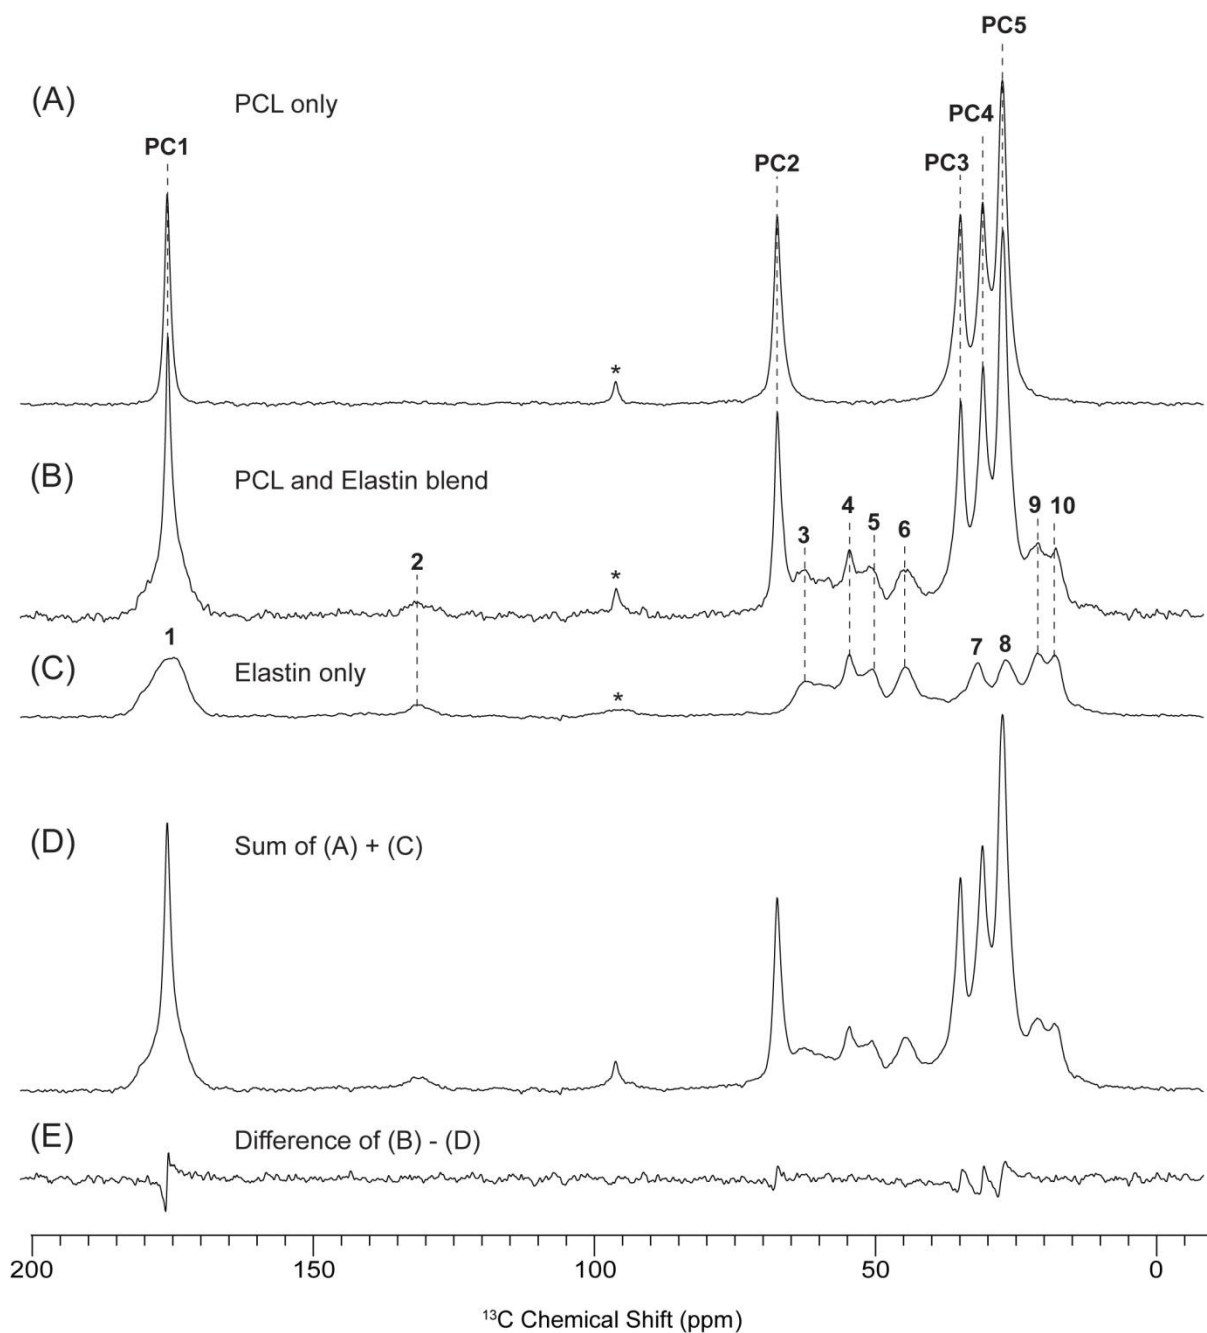 PC5
(A) PCL only
PC4
PC1
PC2
PC3
*
(B) PCL and Elastin blend
2
*
3
4
5
6
9
10
(C) Elastin only
1
*
7
8
(D) Sum of (A) + (C)
(E) Difference of (B) - (D)
200 150 100 50 0
¹³C Chemical Shift (ppm)